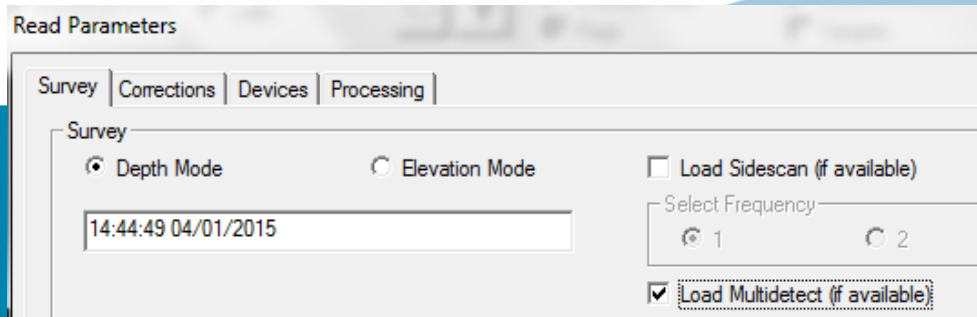 Read Parameters
Survey Corrections Devices Processing
Survey
Depth Mode Elevation Mode Load Sidescan (if available)
Select Frequency
14:44:49 04/01/2015
1 2
Load Multidetect (if available)